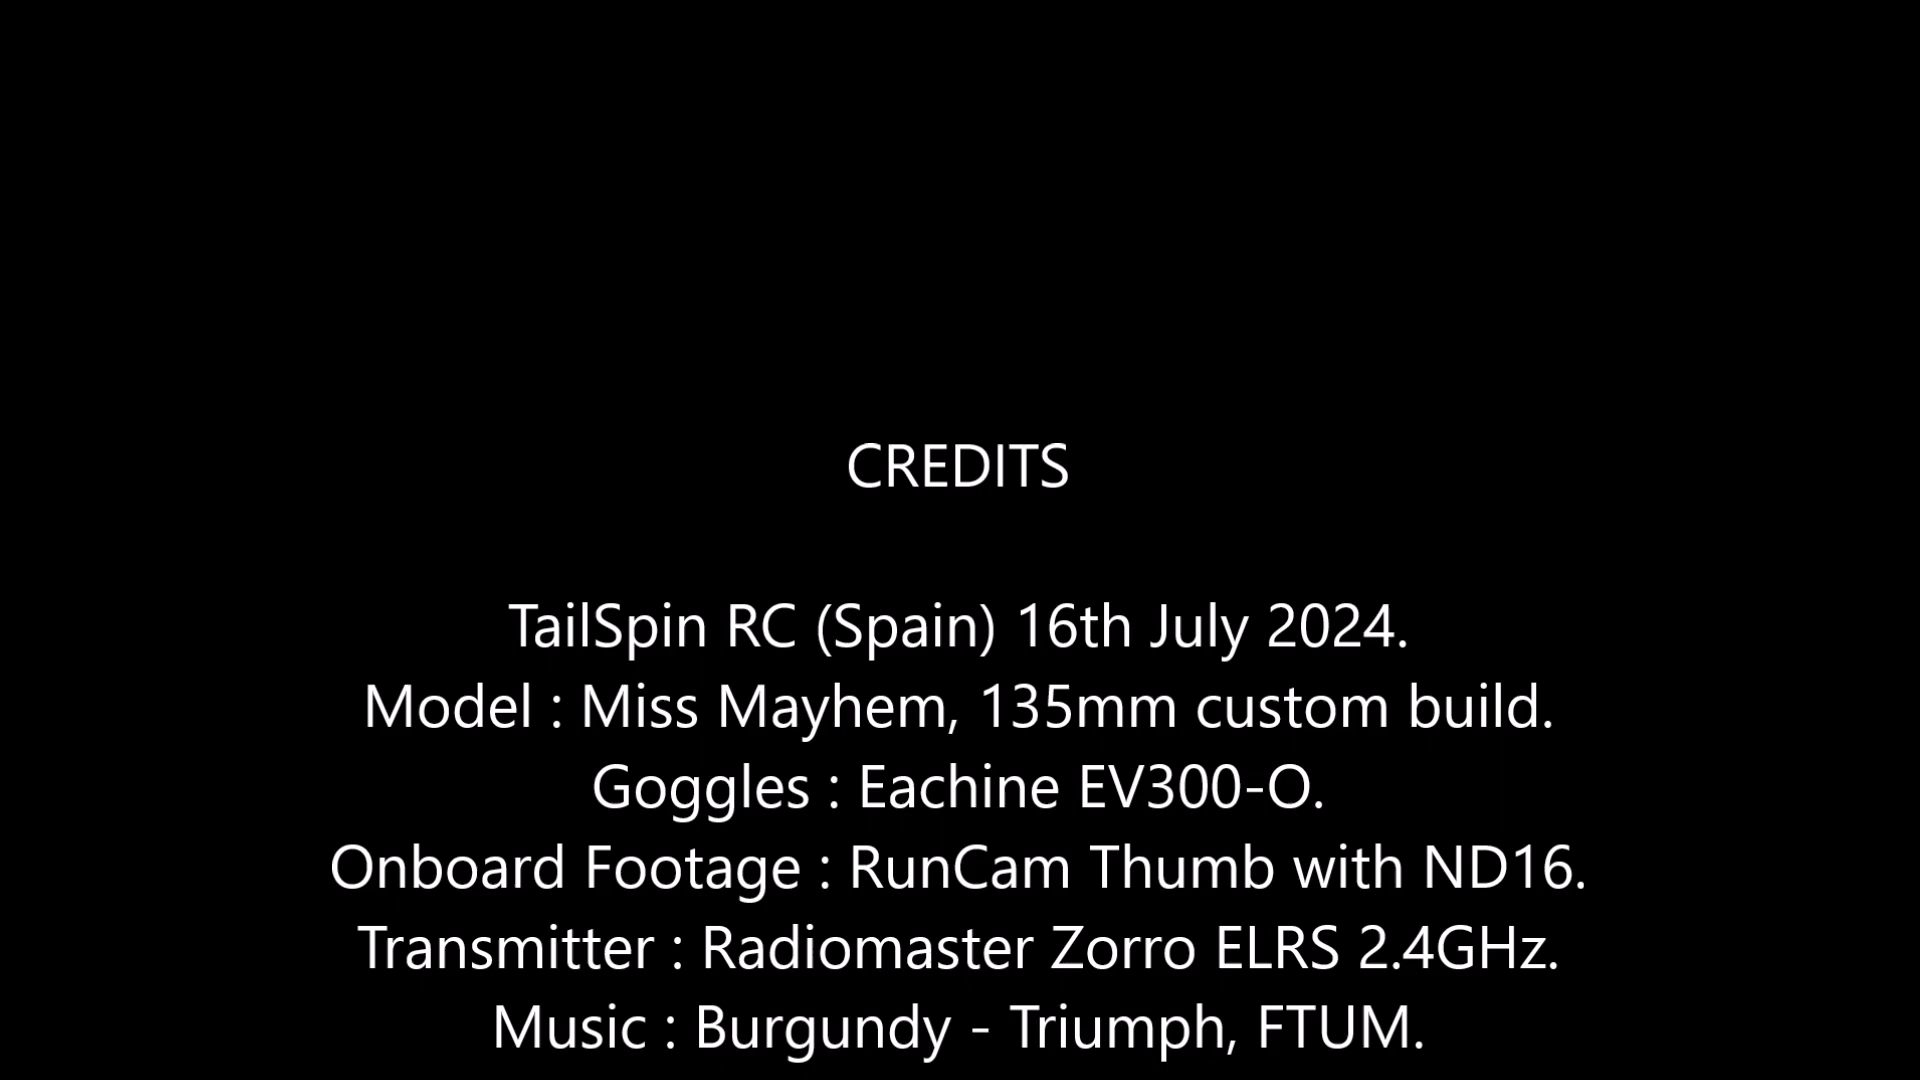 CREDITS
TailSpin RC (Spain) 16th July 2024.
Model : Miss Mayhem, 135mm custom build.
Goggles : Eachine EV300-O.
Onboard Footage : RunCam Thumb with ND16.
Transmitter : Radiomaster Zorro ELRS 2.4GHz.
Music : Burgundy - Triumph, FTUM.